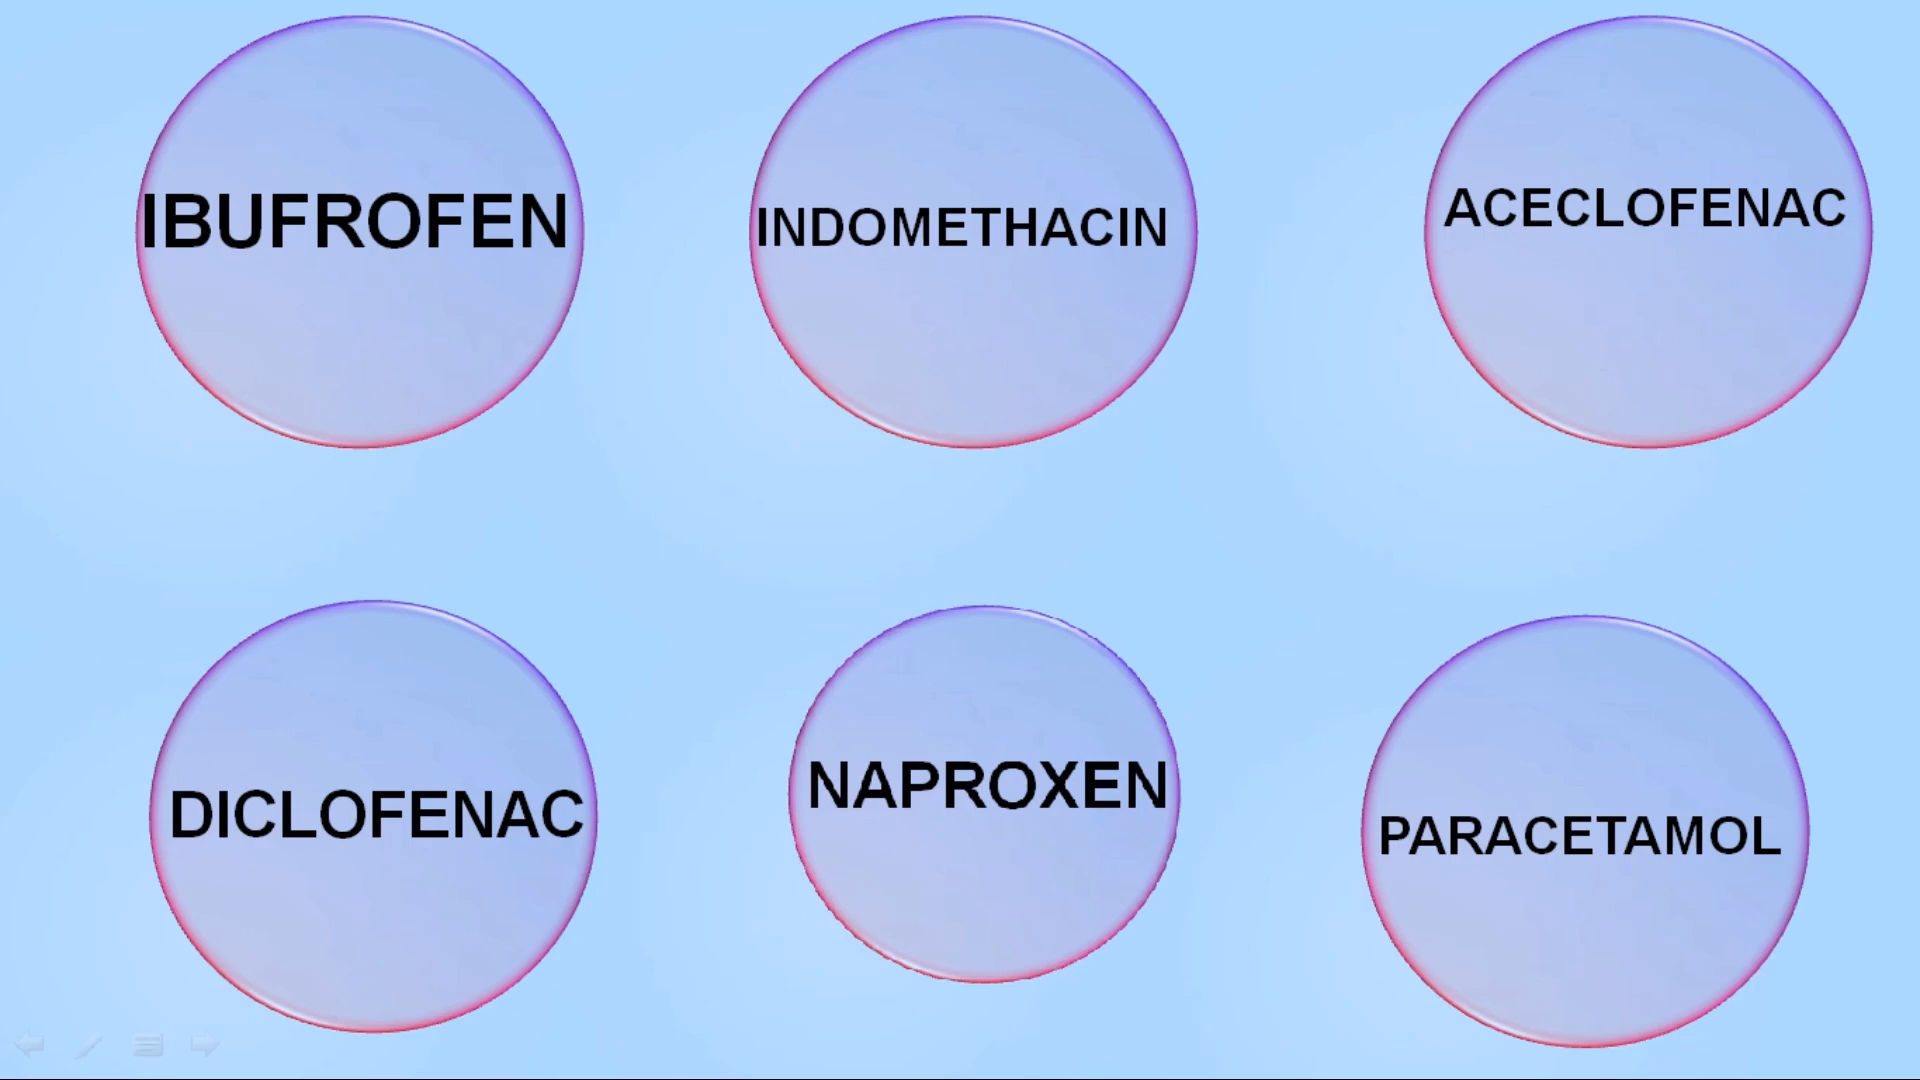 IBUFROFEN
INDOMETHACIN
ACECLOFENAC
DICLOFENAC
NAPROXEN
PARACETAMOL